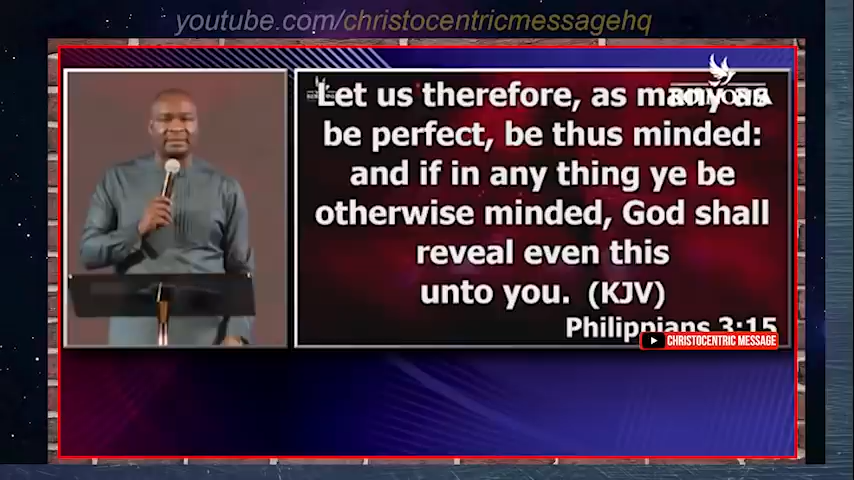 youtube.com/christocentricmessagehq
Let us therefore, as many as
be perfect, be thus minded:
and if in any thing ye be
otherwise minded, God shall
reveal even this
unto you. (KJV)
Philippians 3:15
CHRISTOCENTRIC MESSAGE